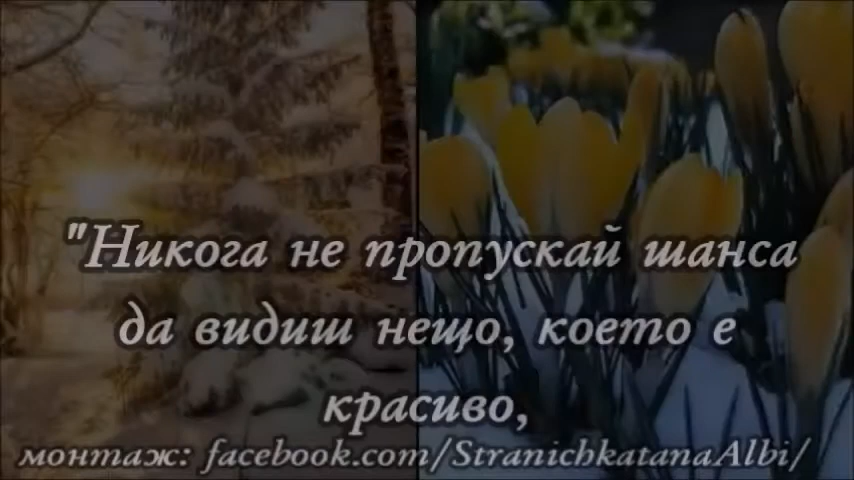 "Никога не пропускай шанса
да видиш нещо, което е
красиво,
монтаж: facebook.com/StranichkatanaAlbi/